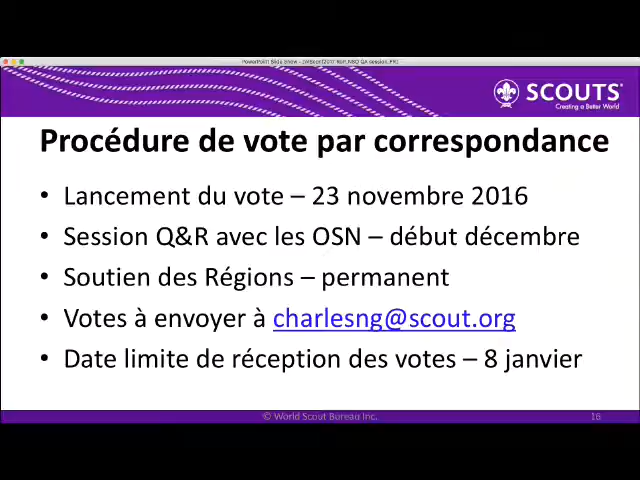 SCOUTS
Creating a Better World
Procédure de vote par correspondance
• Lancement du vote – 23 novembre 2016
• Session Q&R avec les OSN – début décembre
• Soutien des Régions – permanent
• Votes à envoyer à charlesng@scout.org
• Date limite de réception des votes – 8 janvier
© World Scout Bureau Inc.
16